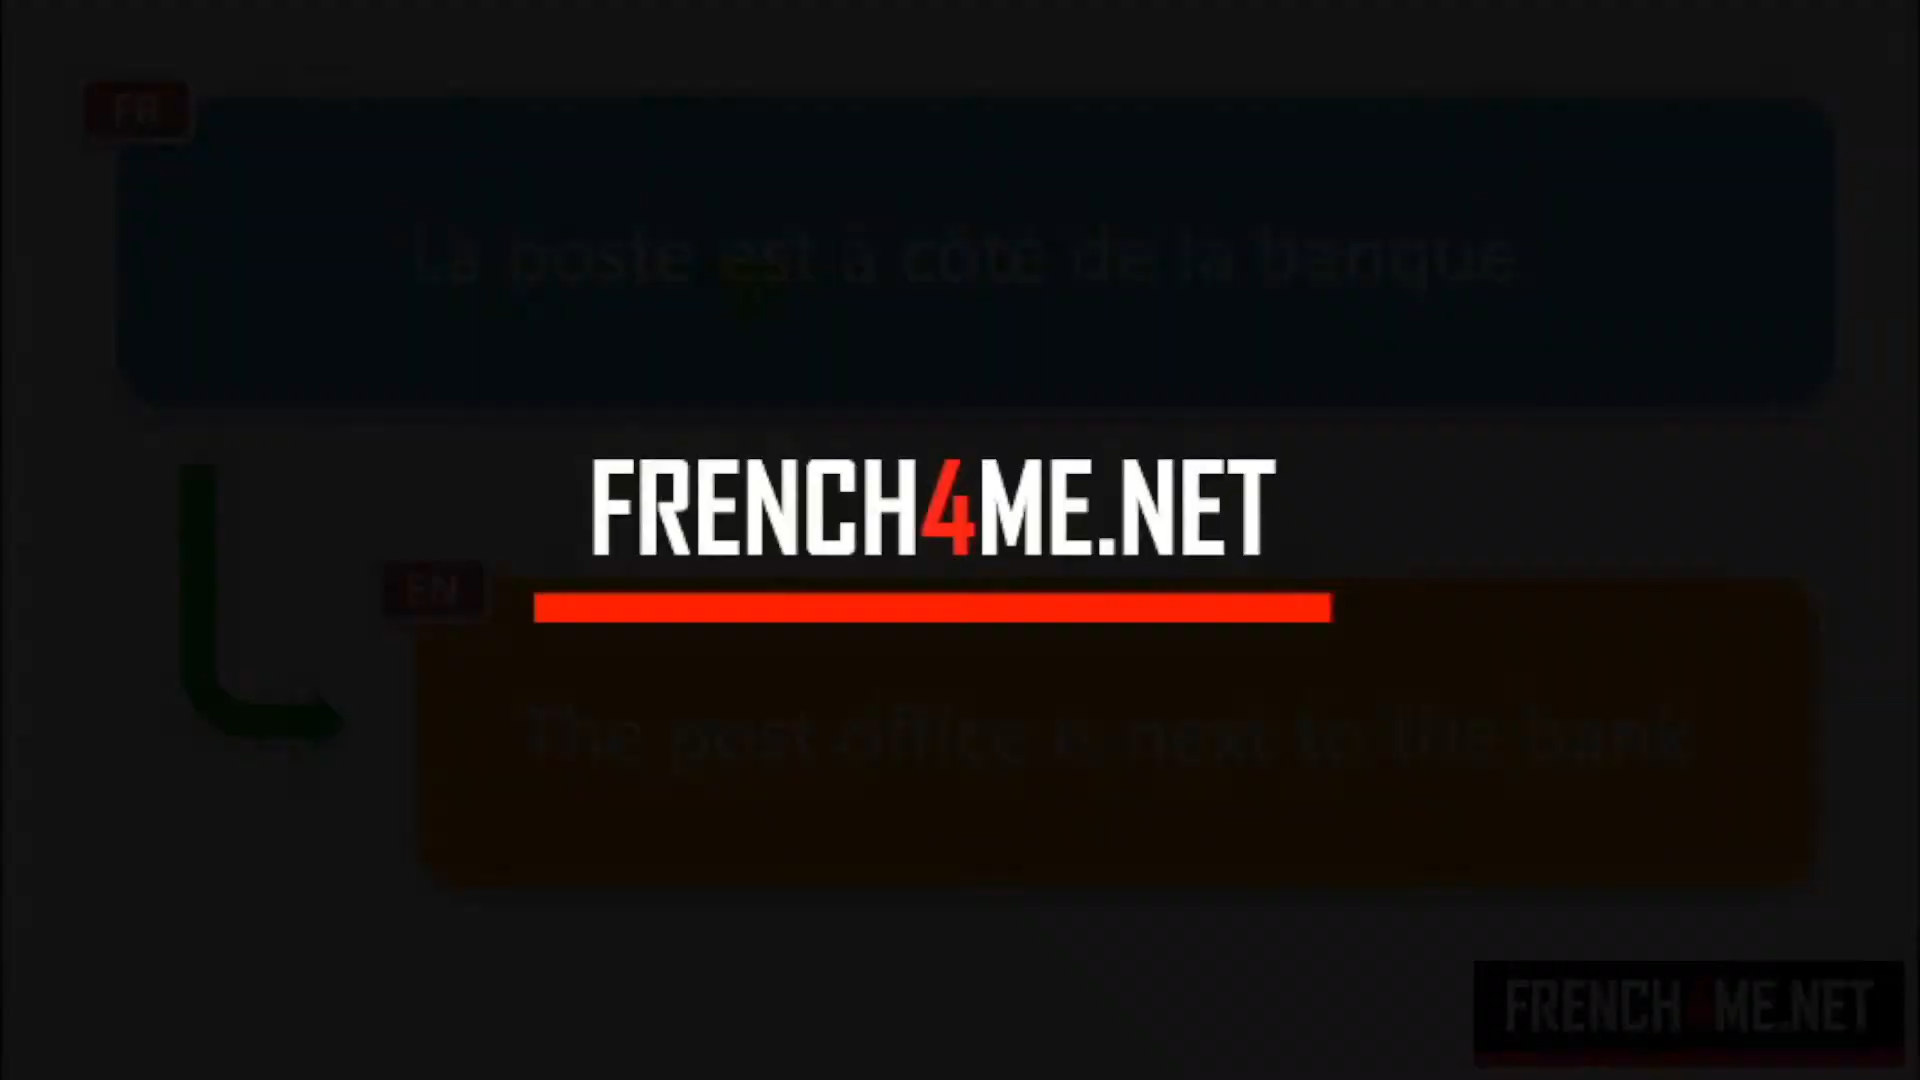 FR
La poste est à côté de la banque
FRENCH4ME.NET
EN
The post office is next to the bank
FRENCH4ME.NET